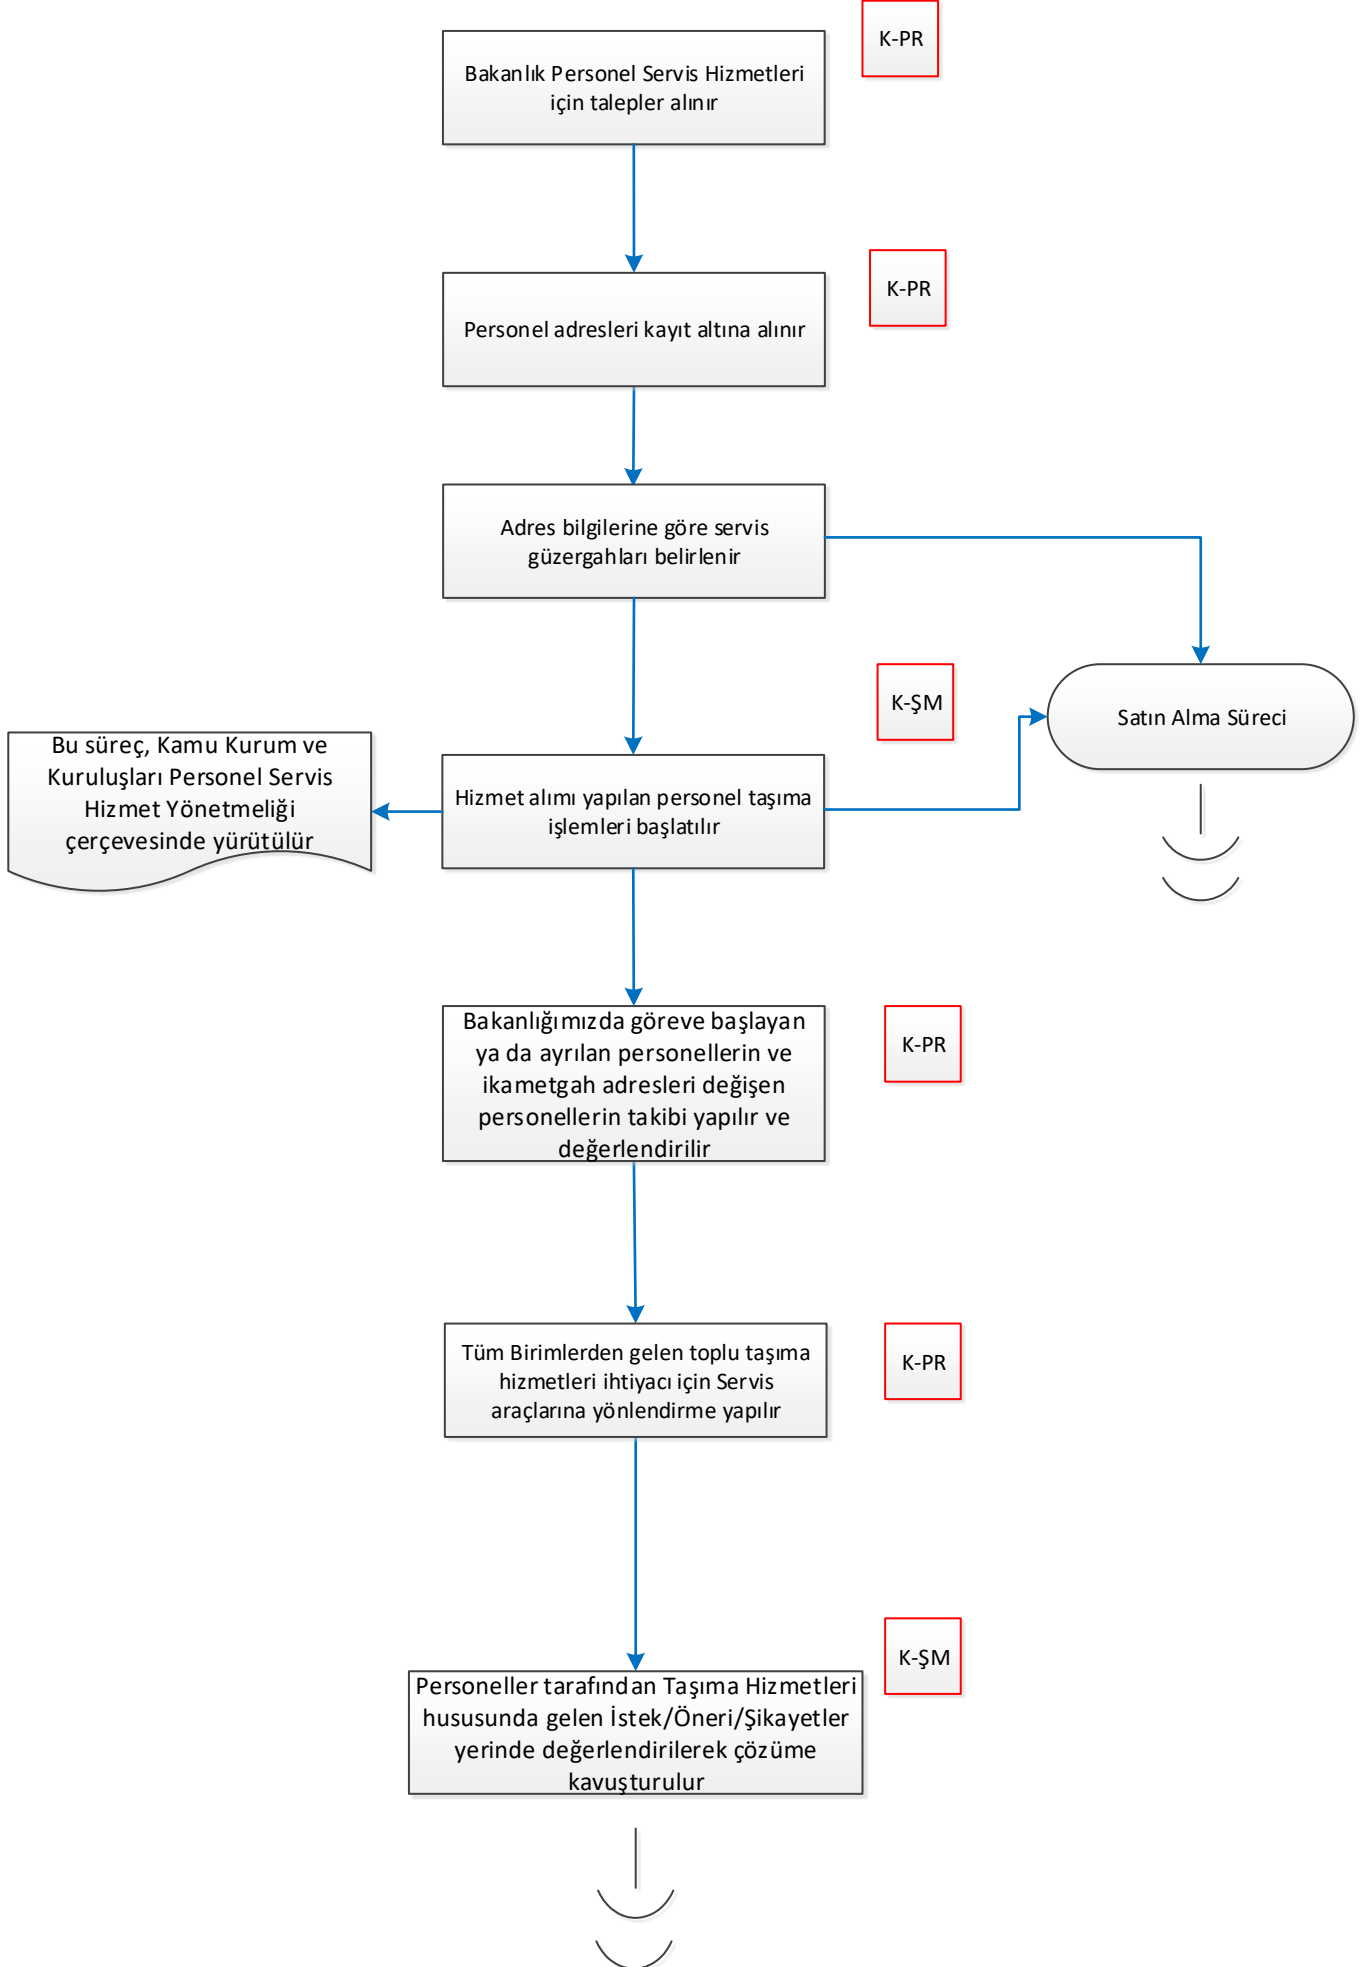 K-PR
Bakanlık Personel Servis Hizmetleri
için talepler alınır
K-PR
Personel adresleri kayıt altına alınır
Adres bilgilerine göre servis
güzergahları belirlenir
K-ŞM
Satın Alma Süreci
Bu süreç, Kamu Kurum ve
Kuruluşları Personel Servis
Hizmet Yönetmeliği
çerçevesinde yürütülür
Hizmet alımı yapılan personel taşıma
işlemleri başlatılır
Bakanlığımızda göreve başlayan
ya da ayrılan personellerin ve
ikametgah adresleri değişen
personellerin takibi yapılır ve
değerlendirilir
K-PR
Tüm Birimlerden gelen toplu taşıma
hizmetleri ihtiyacı için Servis
araçlarına yönlendirme yapılır
K-PR
K-ŞM
Personeller tarafından Taşıma Hizmetleri
hususunda gelen İstek/Öneri/Şikayetler
yerinde değerlendirilerek çözüme
kavuşturulur